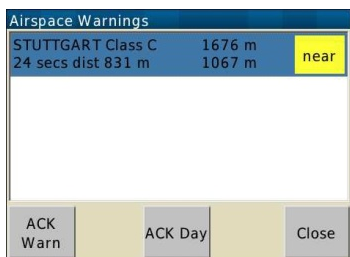 Airspace Warnings
STUTTGART Class C 1676 m
24 secs dist 831 m 1067 m
near
ACK Warn
ACK Day
Close